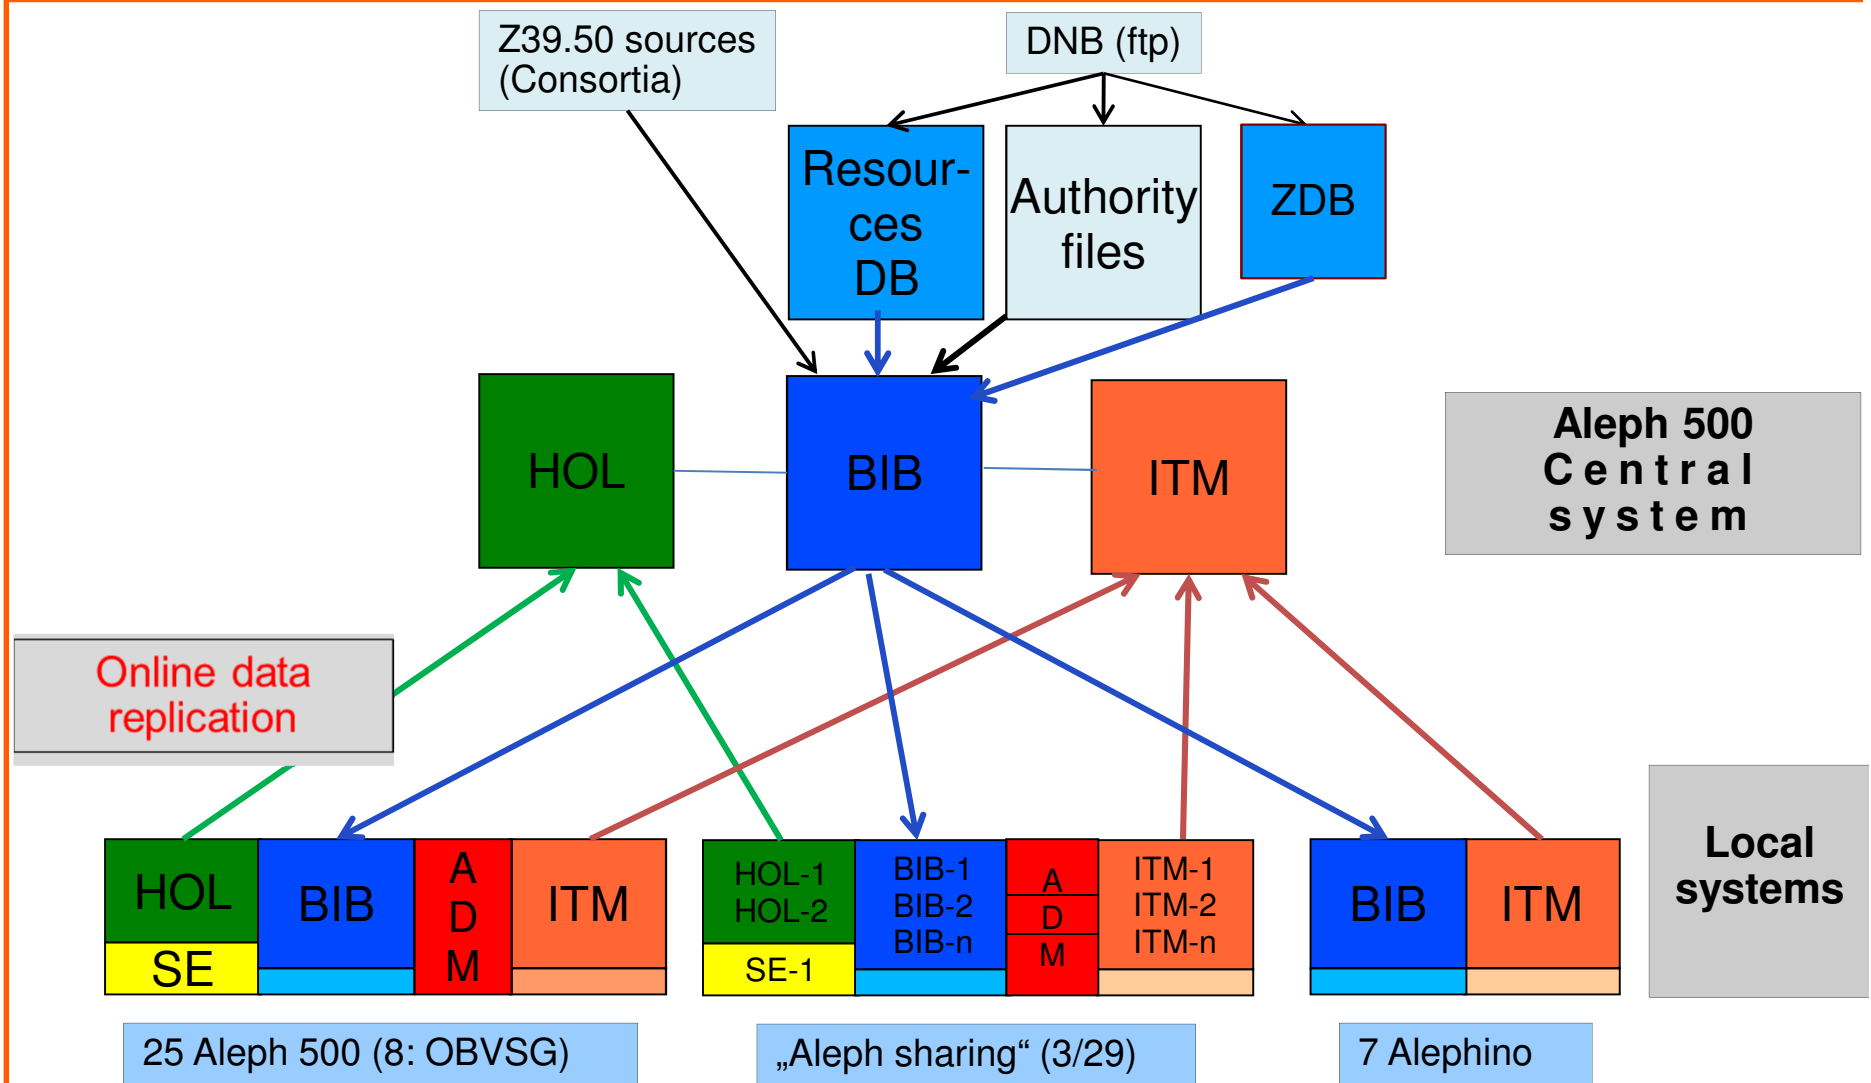 Z39.50 sources
(Consortia)
DNB (ftp)
Resour-
ces
DB
Authority
files
ZDB
HOL
BIB
ITM
Aleph 500
C e n t r a l
s y s t e m
Online data
replication
HOL
SE
BIB
A
D
M
ITM
HOL-1
HOL-2
SE-1
BIB-1
BIB-2
BIB-n
A
D
M
ITM-1
ITM-2
ITM-n
BIB
ITM
Local
systems
25 Aleph 500 (8: OBVSG)
„Aleph sharing“ (3/29)
7 Alephino